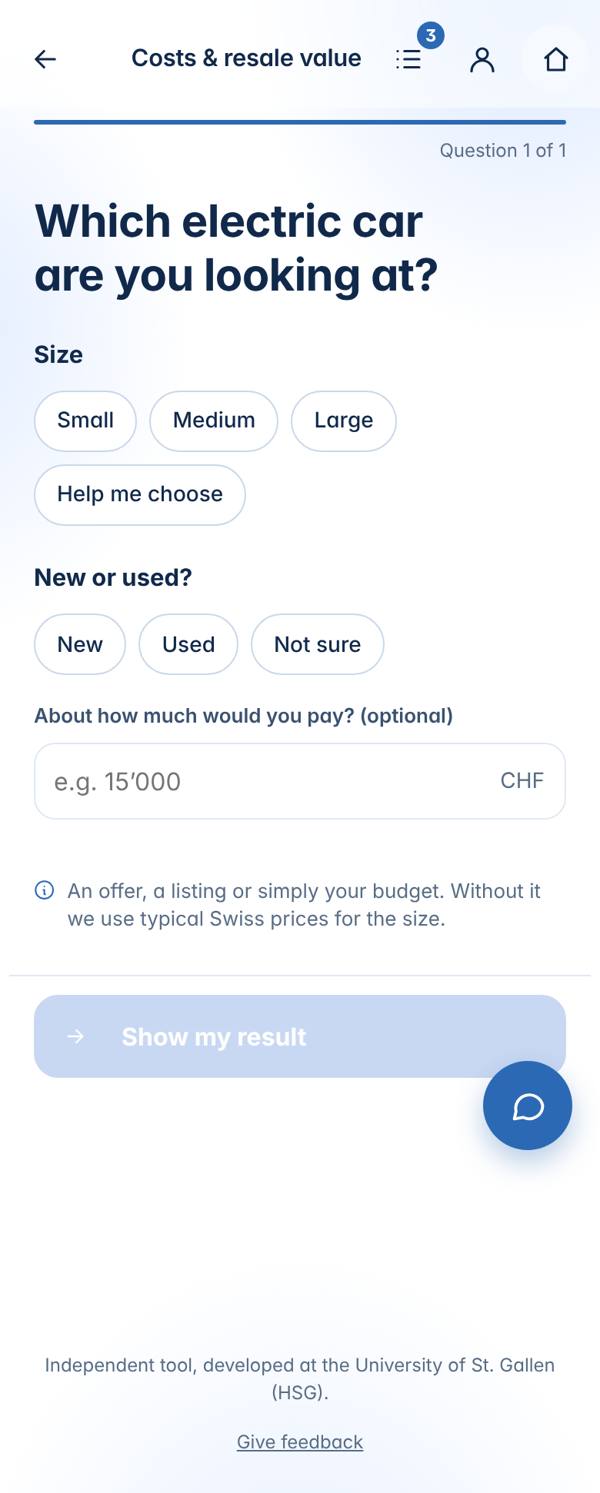 Costs & resale value
3
Question 1 of 1
Which electric car
are you looking at?
Size
Small
Medium
Large
Help me choose
New or used?
New
Used
Not sure
About how much would you pay? (optional)
e.g. 15’000
CHF
An offer, a listing or simply your budget. Without it
we use typical Swiss prices for the size.
Show my result
Independent tool, developed at the University of St. Gallen
(HSG).
Give feedback